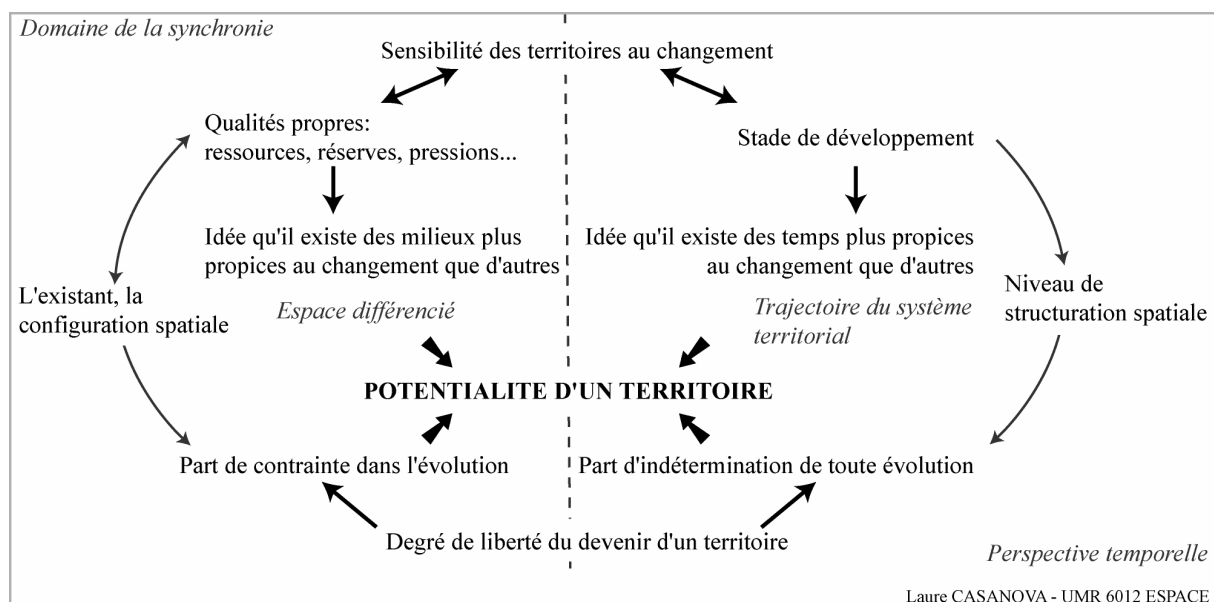 Domaine de la synchronie
Sensibilité des territoires au changement
Qualités propres:
ressources, réserves, pressions...
Stade de développement
Idée qu'il existe des milieux plus
propices au changement que d'autres
Idée qu'il existe des temps plus propices
au changement que d'autres
L'existant, la
configuration spatiale
Espace différencié
Trajectoire du système
territorial
Niveau de
structuration spatiale
POTENTIALITE D'UN TERRITOIRE
Part de contrainte dans l'évolution
Part d'indétermination de toute évolution
Degré de liberté du devenir d'un territoire
Perspective temporelle
Laure CASANOVA - UMR 6012 ESPACE